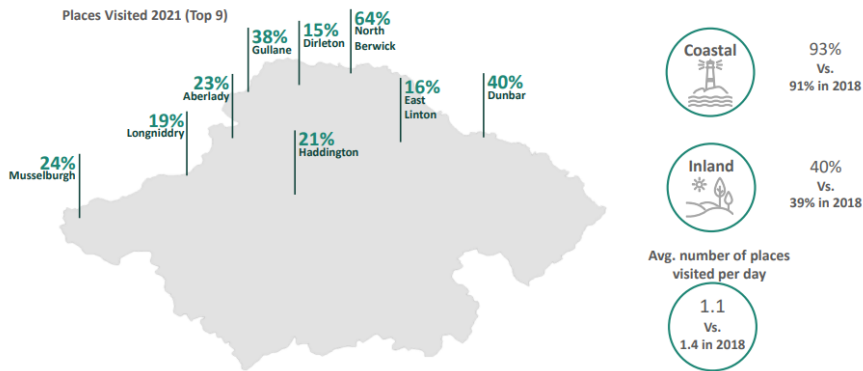 Places Visited 2021 (Top 9)
64%
North
Berwick
15%
Dirleton
38%
Gullane
23%
Aberlady
19%
Longniddry
24%
Musselburgh
21%
Haddington
16%
East
Linton
40%
Dunbar
Coastal
93%
Vs.
91% in 2018
Inland
40%
Vs.
39% in 2018
Avg. number of places
visited per day
1.1
Vs.
1.4 in 2018